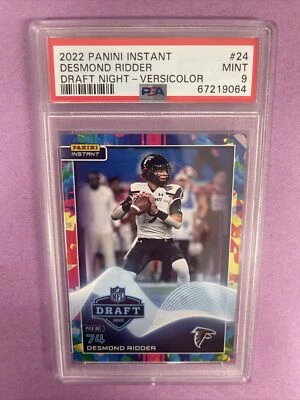 2022 PANINI INSTANT #24
DESMOND RIDDER MINT
DRAFT NIGHT - VERSICOLOR 9
PSA 67219064
PANINI
INSTANT
NFL
DRAFT
2022
PICK NO.
74
DESMOND RIDDER